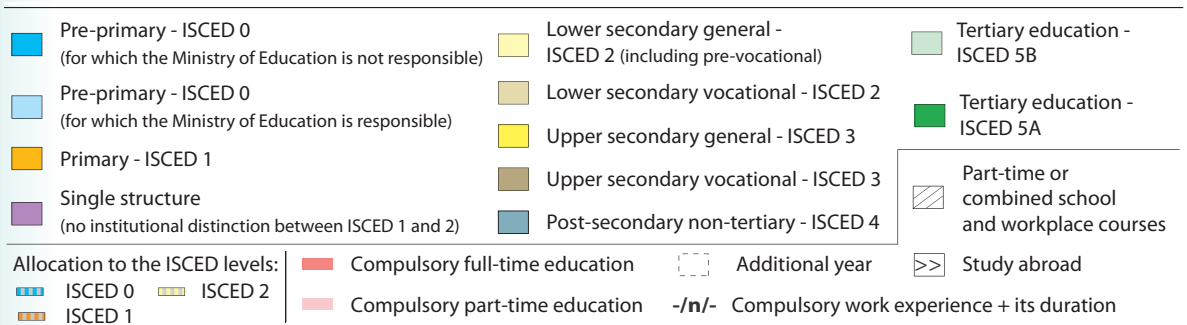 Pre-primary - ISCED 0
(for which the Ministry of Education is not responsible)
Pre-primary - ISCED 0
(for which the Ministry of Education is responsible)
Primary - ISCED 1
Single structure
(no institutional distinction between ISCED 1 and 2)
Lower secondary general -
ISCED 2 (including pre-vocational)
Lower secondary vocational - ISCED 2
Upper secondary general - ISCED 3
Upper secondary vocational - ISCED 3
Post-secondary non-tertiary - ISCED 4
Tertiary education -
ISCED 5B
Tertiary education -
ISCED 5A
Part-time or
combined school
and workplace courses
Allocation to the ISCED levels:
ISCED 0 ISCED 2
ISCED 1
Compulsory full-time education
Compulsory part-time education
Additional year
-/n/- Compulsory work experience + its duration
>> Study abroad